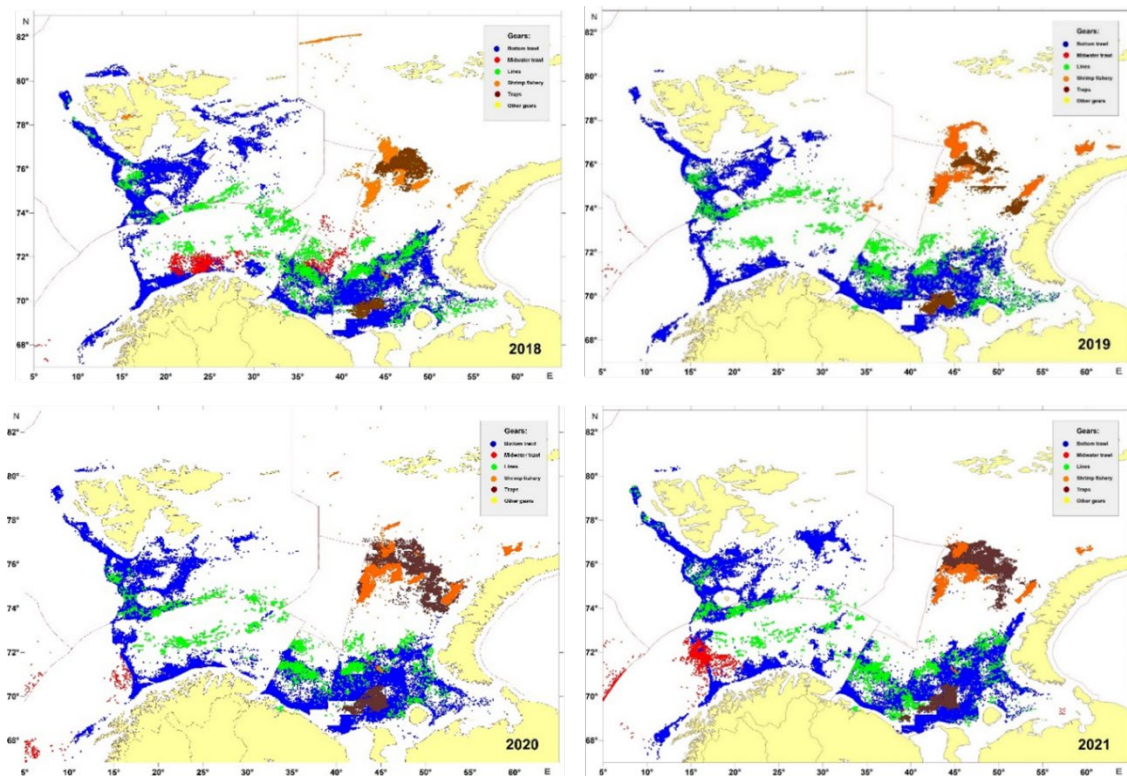 N
82°
80°
78°
76°
74°
72°
70°
68°
5° 10° 15° 20° 25° 30° 35° 40° 45° 50° 55° 60° E
Gears:
Bottom trawl
Midwater trawl
Lines
Shrimp fishery
Traps
Other gears
2018
N
82°
80°
78°
76°
74°
72°
70°
68°
5° 10° 15° 20° 25° 30° 35° 40° 45° 50° 55° 60° E
Gears:
Bottom trawl
Midwater trawl
Lines
Shrimp fishery
Traps
Other gears
2019
N
82°
80°
78°
76°
74°
72°
70°
68°
5° 10° 15° 20° 25° 30° 35° 40° 45° 50° 55° 60° E
Gears:
Bottom trawl
Midwater trawl
Lines
Shrimp fishery
Traps
Other gears
2020
N
82°
80°
78°
76°
74°
72°
70°
68°
5° 10° 15° 20° 25° 30° 35° 40° 45° 50° 55° 60° E
Gears:
Bottom trawl
Midwater trawl
Lines
Shrimp fishery
Traps
Other gears
2021